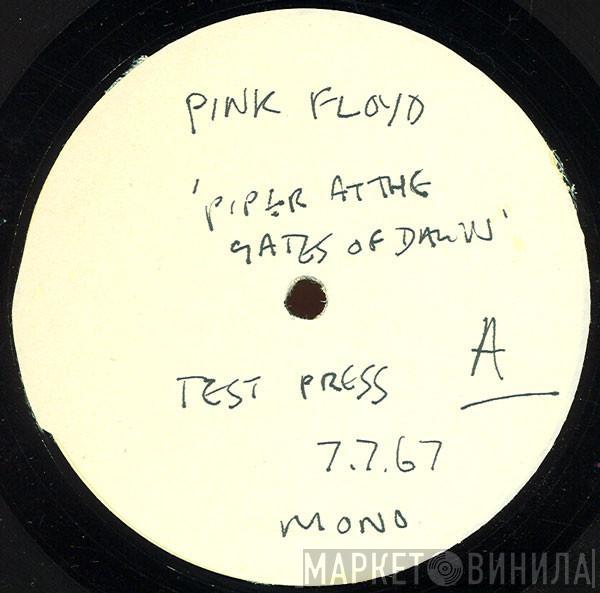 PINK FLOYD
'PIPER AT THE
GATES OF DAWN'
A
TEST PRESS
7.7.67
MONO
МАРКЕТ ВИНИЛА